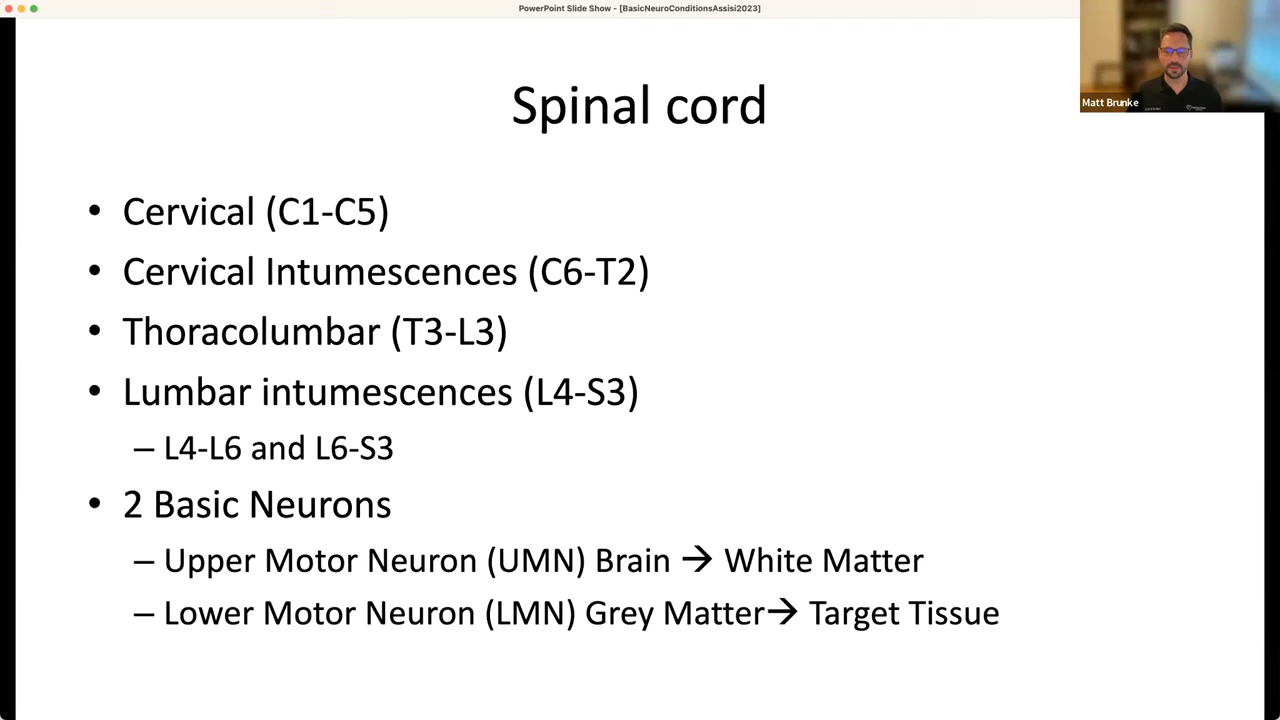 PowerPoint Slide Show - [BasicNeuroConditionsAssisi2023]
Matt Brunke
Spinal cord
• Cervical (C1-C5)
• Cervical Intumescences (C6-T2)
• Thoracolumbar (T3-L3)
• Lumbar intumescences (L4-S3)
– L4-L6 and L6-S3
• 2 Basic Neurons
– Upper Motor Neuron (UMN) Brain → White Matter
– Lower Motor Neuron (LMN) Grey Matter→ Target Tissue